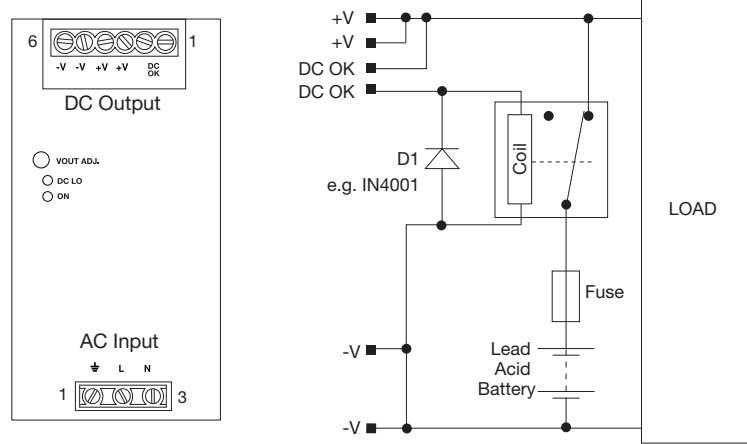 6 1
-V -V +V +V DC OK
DC Output
VOUT ADJ.
DC LO
ON
AC Input
L N
1 3
+V
+V
DC OK
DC OK
D1
e.g. IN4001
Coil
LOAD
Fuse
-V
Lead
Acid
Battery
-V